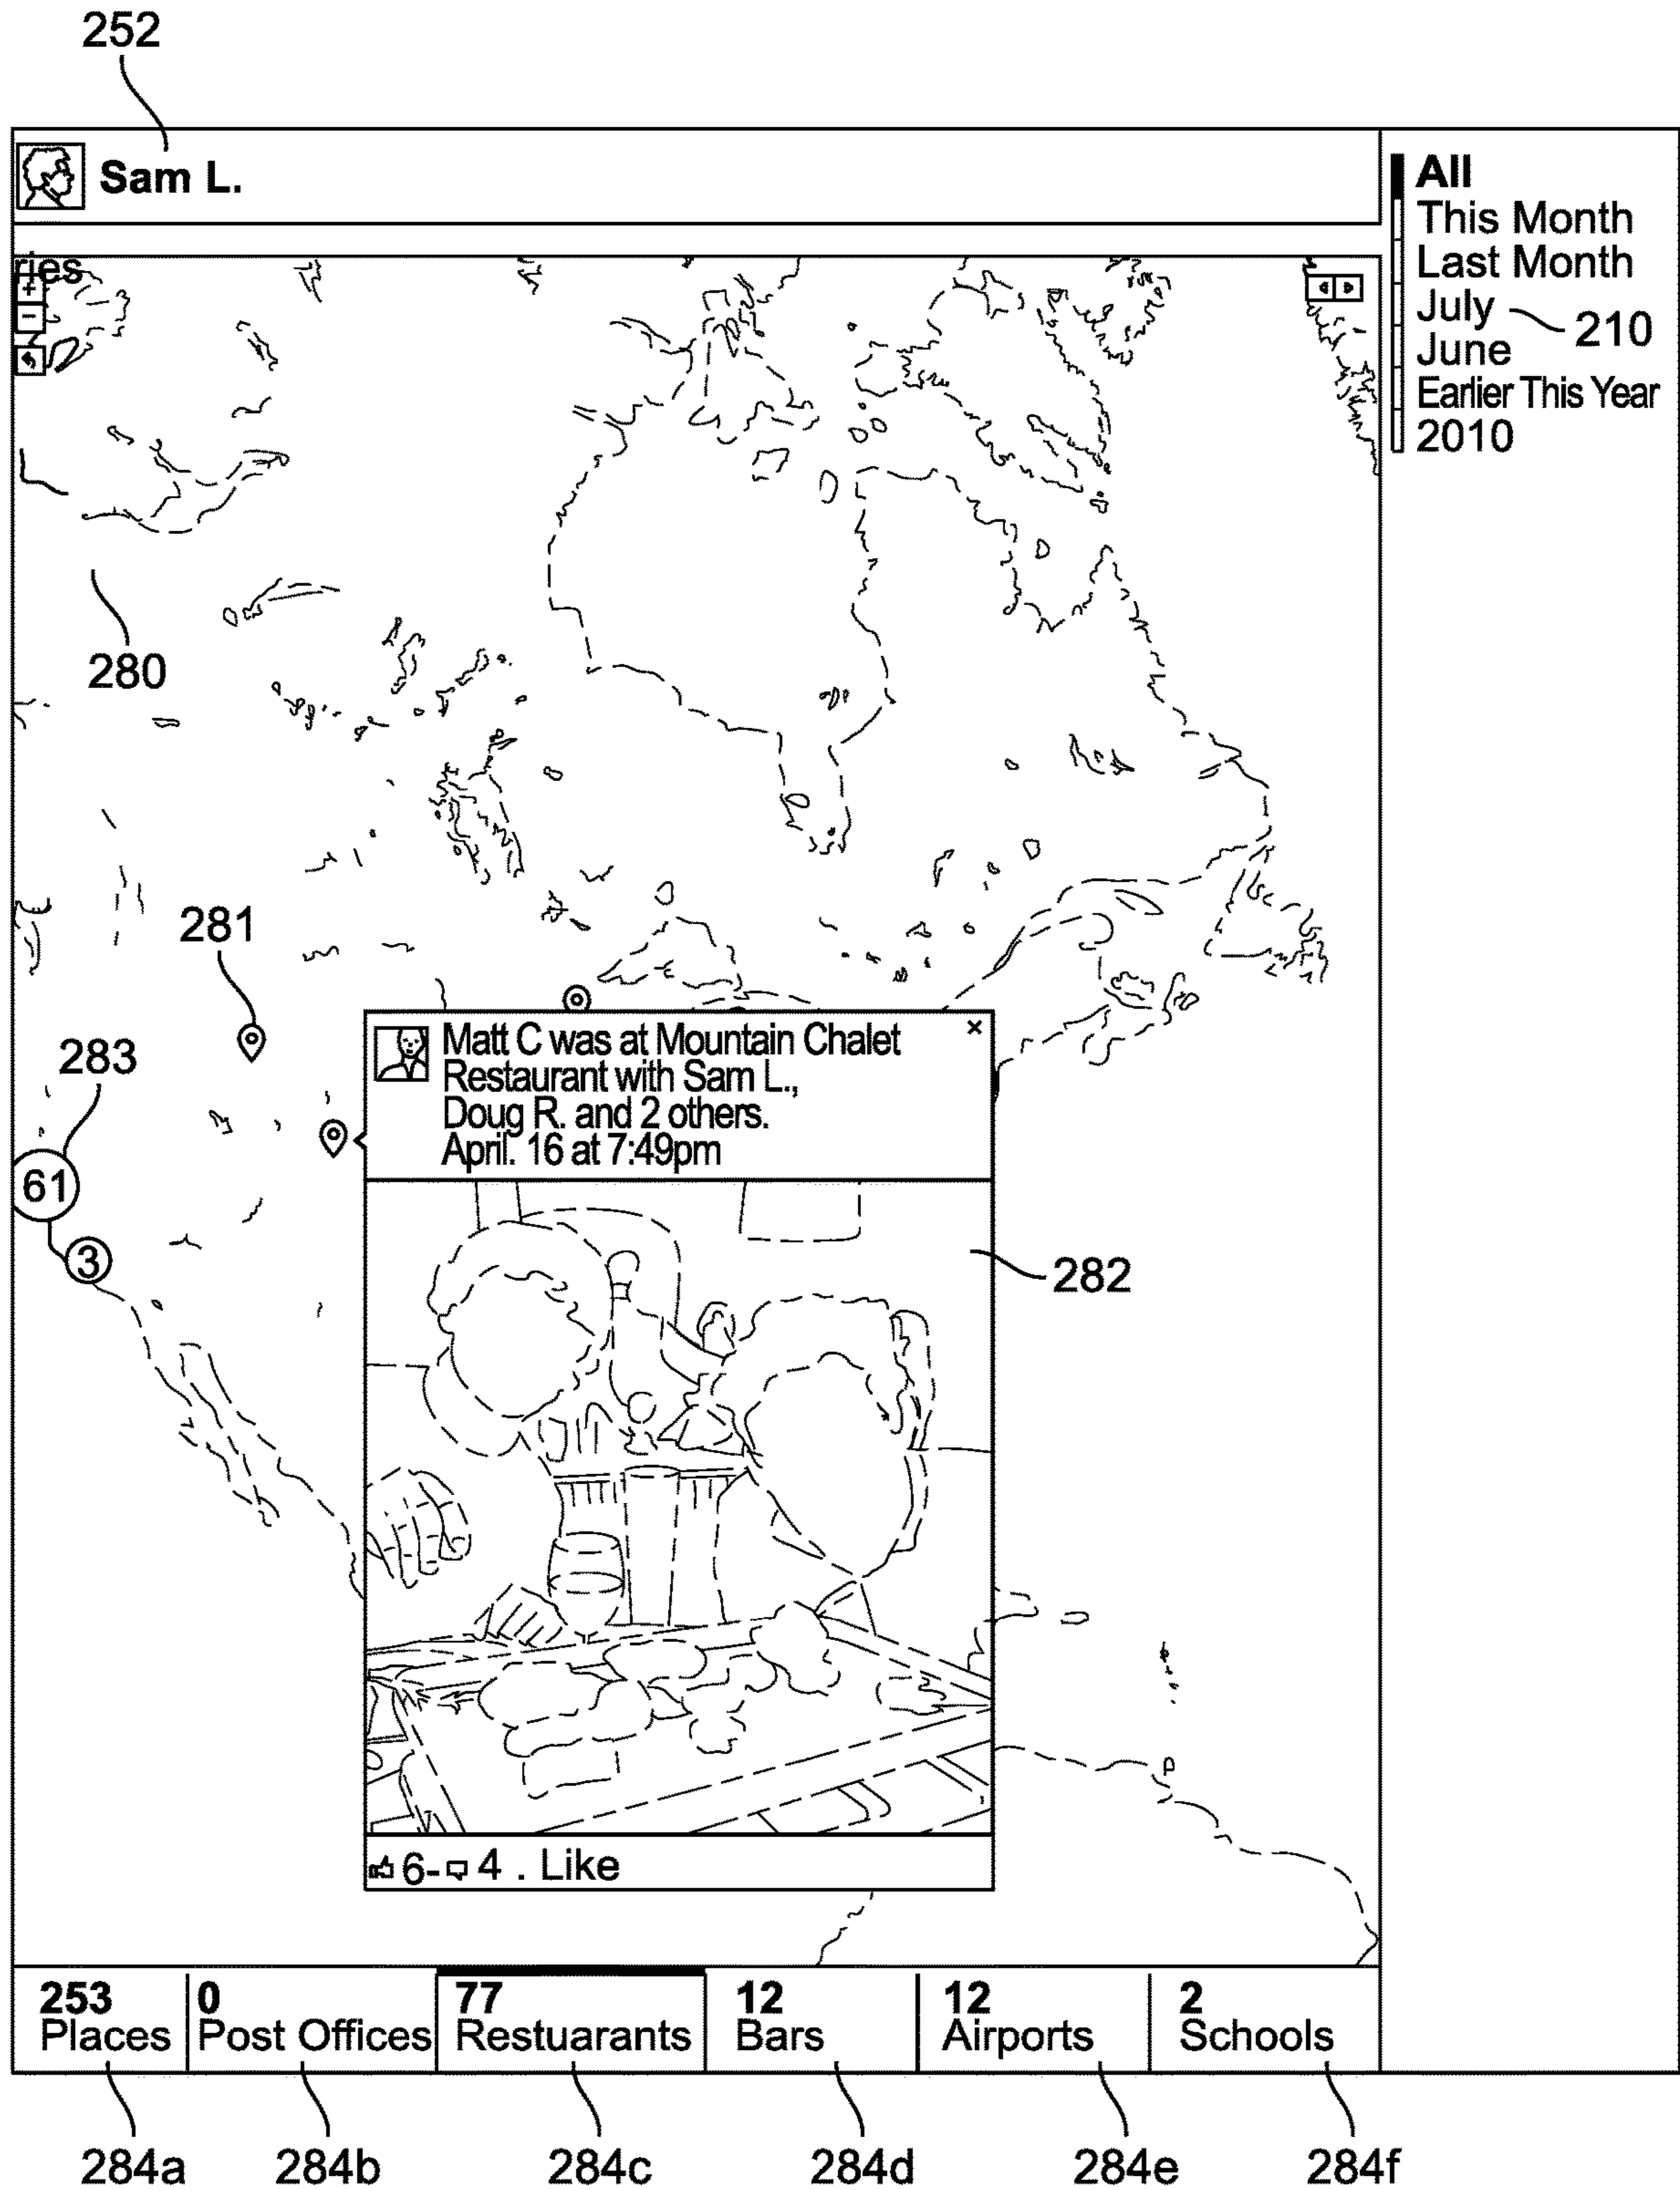 252
Sam L.
All
This Month
Last Month
July
210
June
Earlier This Year
2010
ries
+
−
280
281
283
61
3
Matt C was at Mountain Chalet
Restaurant with Sam L.,
Doug R. and 2 others.
April. 16 at 7:49pm
×
282
6-
4 . Like
253
Places
0
Post Offices
77
Restuarants
12
Bars
12
Airports
2
Schools
284a
284b
284c
284d
284e
284f